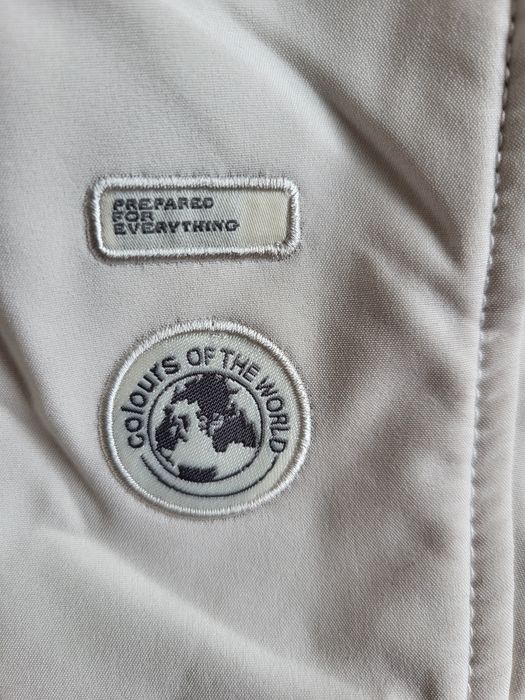 PREPARED
FOR
EVERYTHING
colours OF THE WORLD